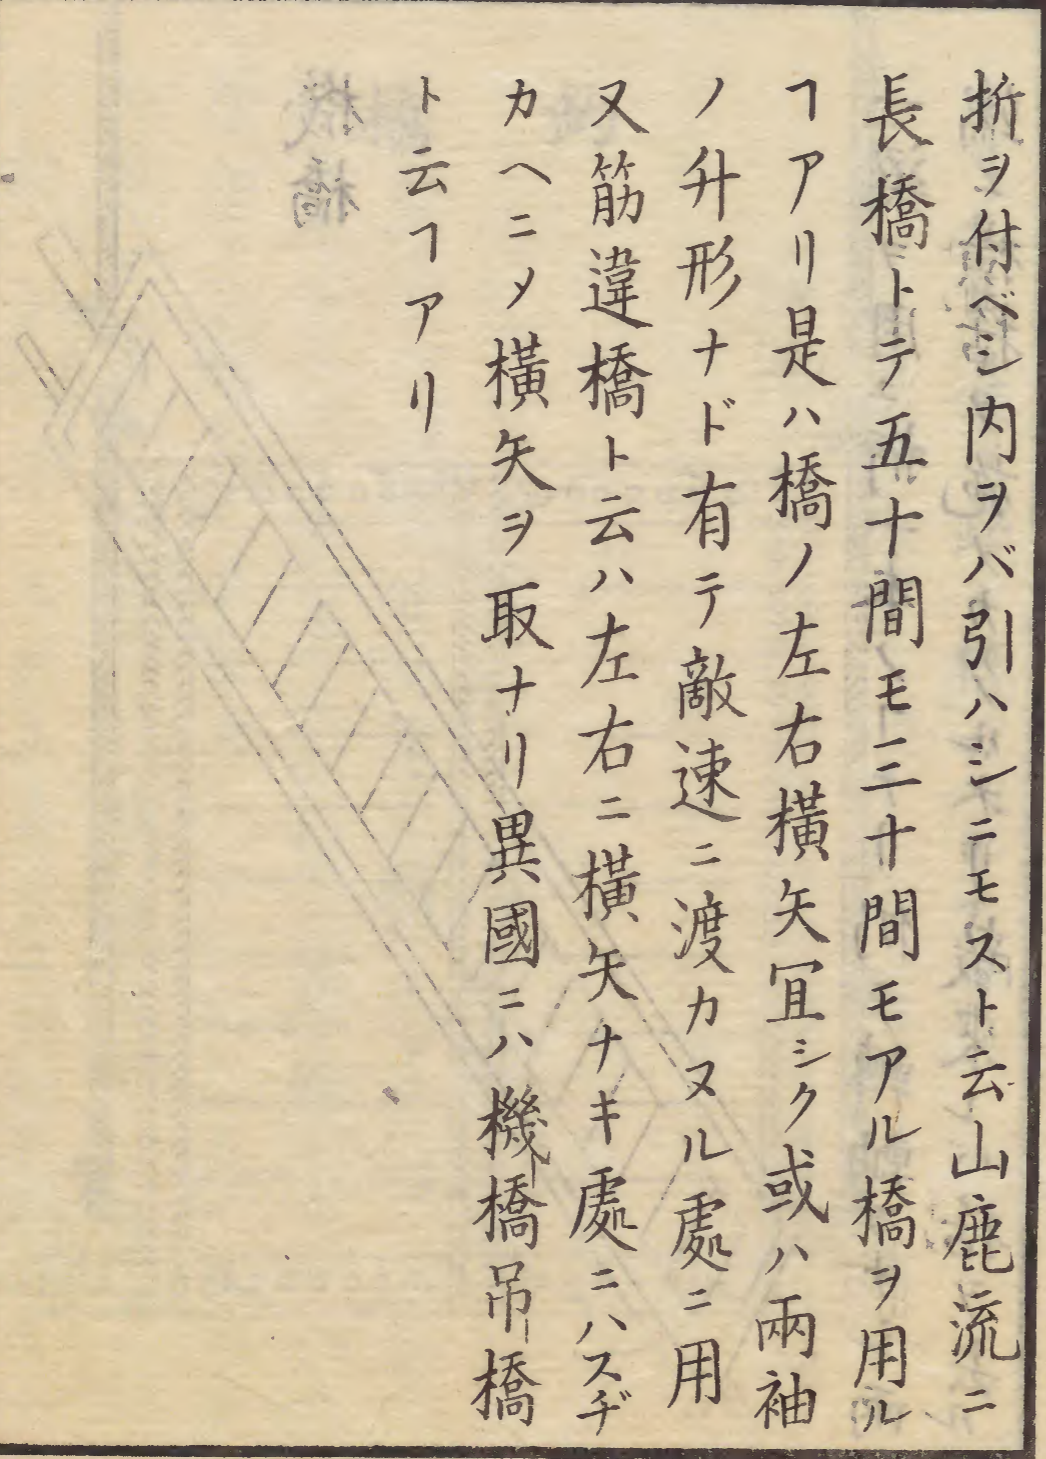 折ヲ付ベシ内ヲバ引ハシニモスト云山鹿流ニ
長橋トテ五十間モ三十間モアル橋ヲ用ル
ヿアリ是ハ橋ノ左右横矢冝シク或ハ兩袖
ノ升形ナド有テ敵速ニ渡カヌル處ニ用
又筋違橋ト云ハ左右ニ横矢ナキ處ニハスヂ
カヘニメ横矢ヲ取ナリ異國ニハ機橋吊橋
ト云ヿアリ